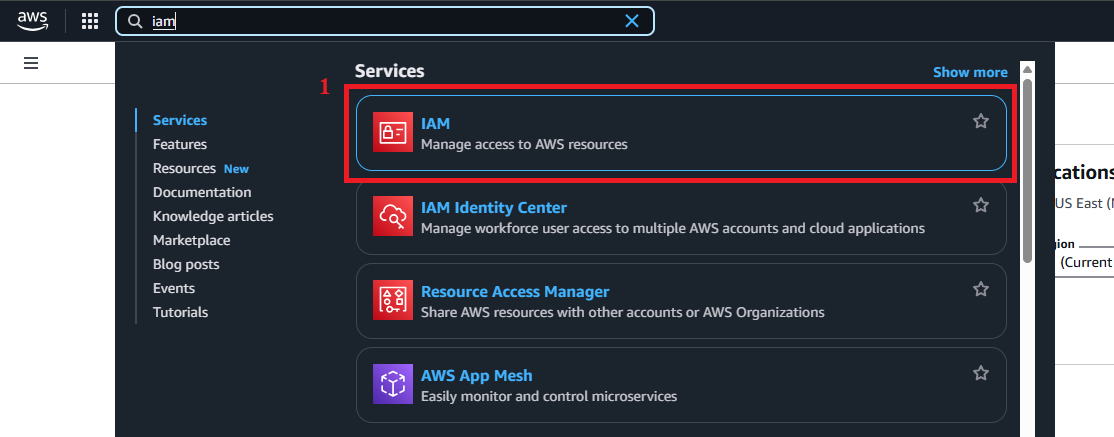 aws
iam
Services
Show more
1
Services
Features
Resources New
Documentation
Knowledge articles
Marketplace
Blog posts
Events
Tutorials
IAM
Manage access to AWS resources
IAM Identity Center
Manage workforce user access to multiple AWS accounts and cloud applications
Resource Access Manager
Share AWS resources with other accounts or AWS Organizations
AWS App Mesh
Easily monitor and control microservices
cations
US East (
gion
(Current